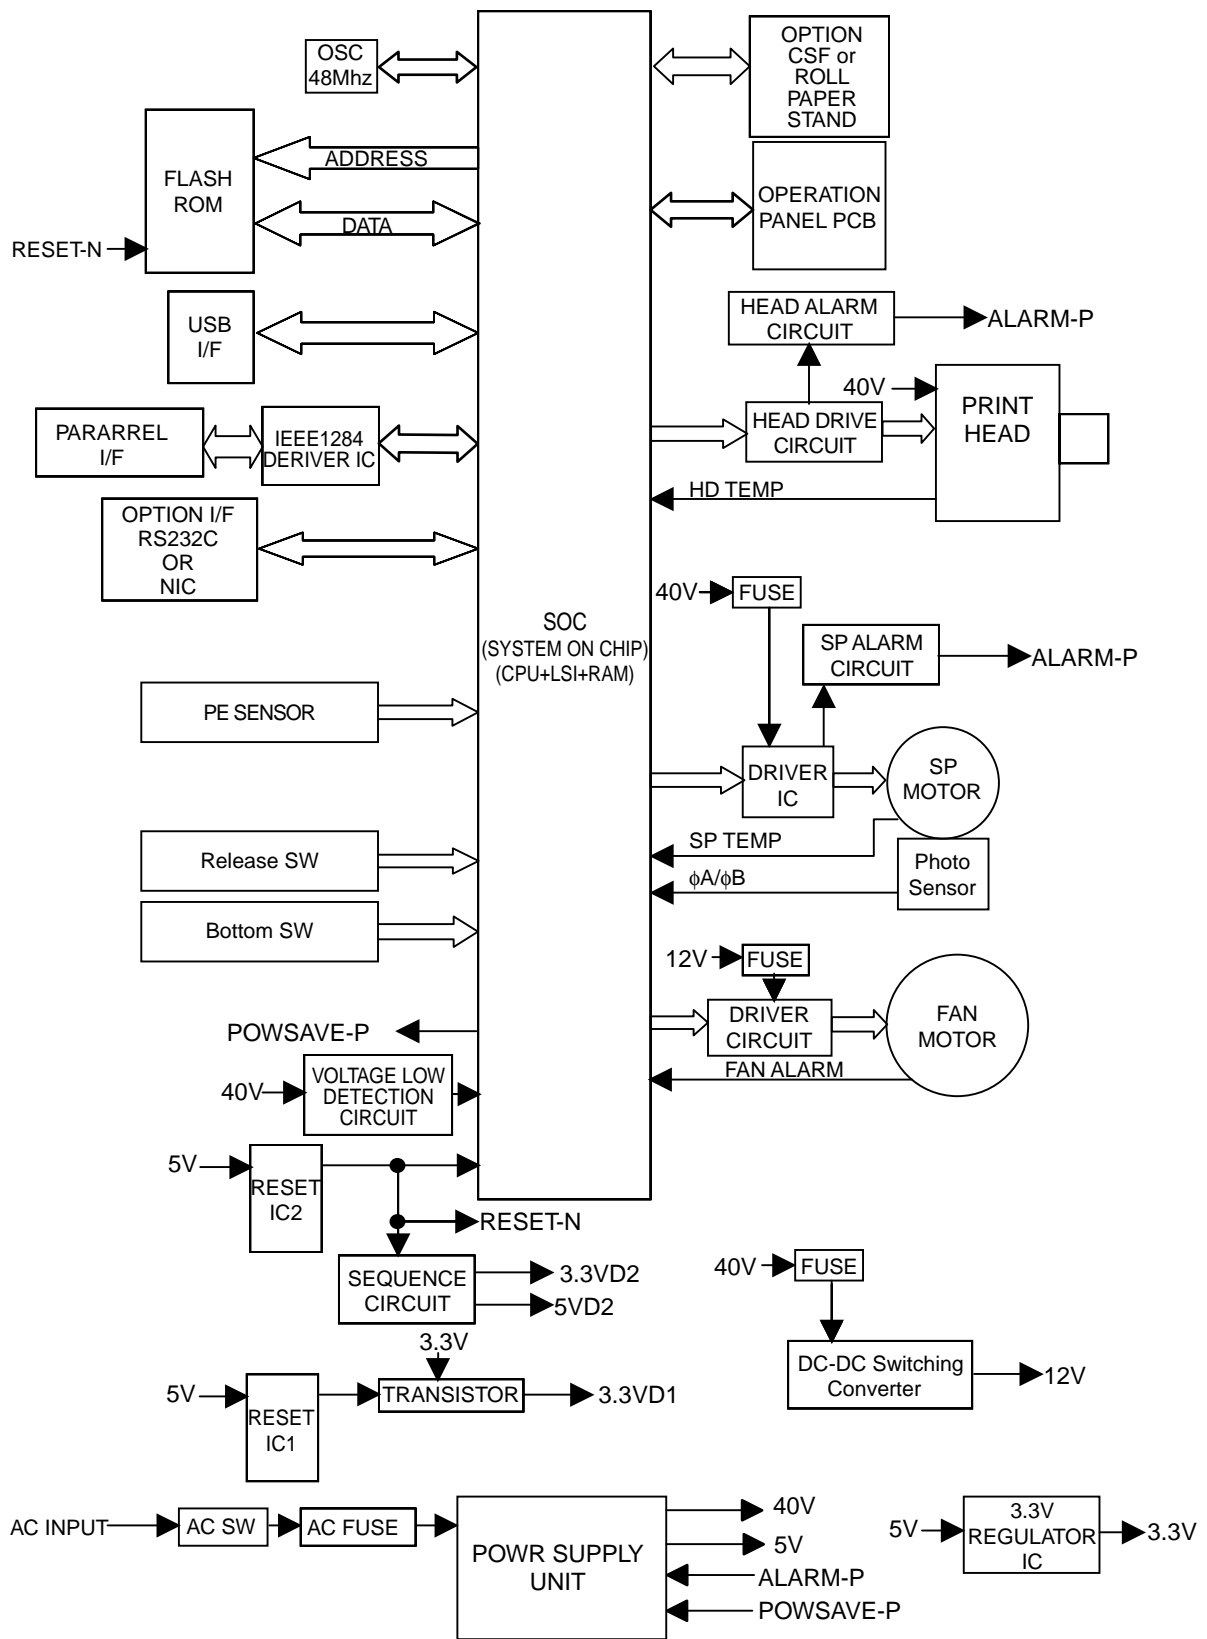 OSC
48Mhz
OPTION
CSF or
ROLL
PAPER
STAND
FLASH
ROM
ADDRESS
DATA
RESET-N
OPERATION
PANEL PCB
USB
I/F
HEAD ALARM
CIRCUIT
ALARM-P
40V
PRINT
HEAD
PARARREL
I/F
IEEE1284
DERIVER IC
HEAD DRIVE
CIRCUIT
HD TEMP
OPTION I/F
RS232C
OR
NIC
40V
FUSE
SOC
(SYSTEM ON CHIP)
(CPU+LSI+RAM)
SP ALARM
CIRCUIT
ALARM-P
PE SENSOR
DRIVER
IC
SP
MOTOR
SP TEMP
ϕA/ϕB
Photo
Sensor
Release SW
Bottom SW
12V
FUSE
DRIVER
CIRCUIT
FAN
MOTOR
FAN ALARM
POWSAVE-P
40V
VOLTAGE LOW
DETECTION
CIRCUIT
5V
RESET
IC2
RESET-N
SEQUENCE
CIRCUIT
3.3VD2
5VD2
40V
FUSE
DC-DC Switching
Converter
12V
3.3V
5V
RESET
IC1
TRANSISTOR
3.3VD1
AC INPUT
AC SW
AC FUSE
POWR SUPPLY
UNIT
40V
5V
ALARM-P
POWSAVE-P
5V
3.3V
REGULATOR
IC
3.3V